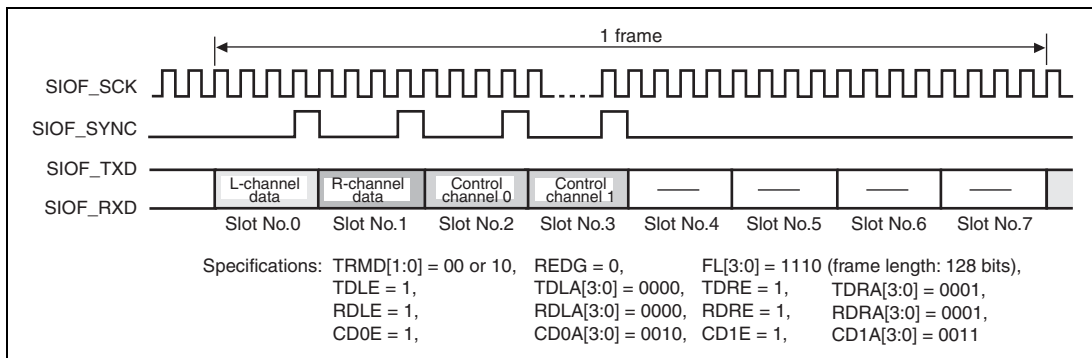 1 frame
SIOF_SCK
SIOF_SYNC
SIOF_TXD
SIOF_RXD
L-channel data
R-channel data
Control channel 0
Control channel 1
Slot No.0 Slot No.1 Slot No.2 Slot No.3 Slot No.4 Slot No.5 Slot No.6 Slot No.7
Specifications: TRMD[1:0] = 00 or 10, REDG = 0, FL[3:0] = 1110 (frame length: 128 bits),
TDLE = 1, TDLA[3:0] = 0000, TDRE = 1, TDRA[3:0] = 0001,
RDLE = 1, RDLA[3:0] = 0000, RDRE = 1, RDRA[3:0] = 0001,
CD0E = 1, CD0A[3:0] = 0010, CD1E = 1, CD1A[3:0] = 0011